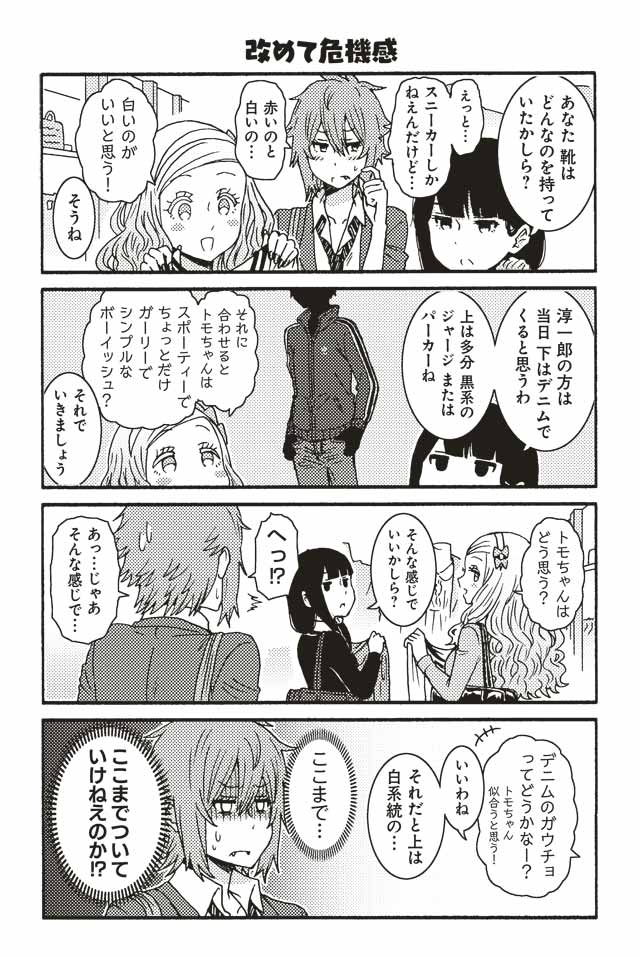 改めて危機感
あなた 靴は
どんなのを持って
いたかしら？
えっと…
スニーカーしか
ねえんだけど…
赤いのと
白いの…
白いのが
いいと思う！
そうね
淳一郎の方は
当日 下はデニムで
くると思うわ
上は多分 黒系の
ジャージ または
パーカーね
それに
合わせると
トモちゃんは
スポーティーで
ちょっとだけ
ガーリーで
シンプルな
ボーイッシュ？
それで
いきましょう
トモちゃんは
どう思う？
そんな感じで
いいかしら？
へっ!?
あっ…じゃあ
そんな感じで…
デニムのガウチョ
ってどうかなー？
トモちゃん
似合うと思う！
いいわね
それだと上は
白系統の…
ここまで…
ここまでついて
いけねえのか!?